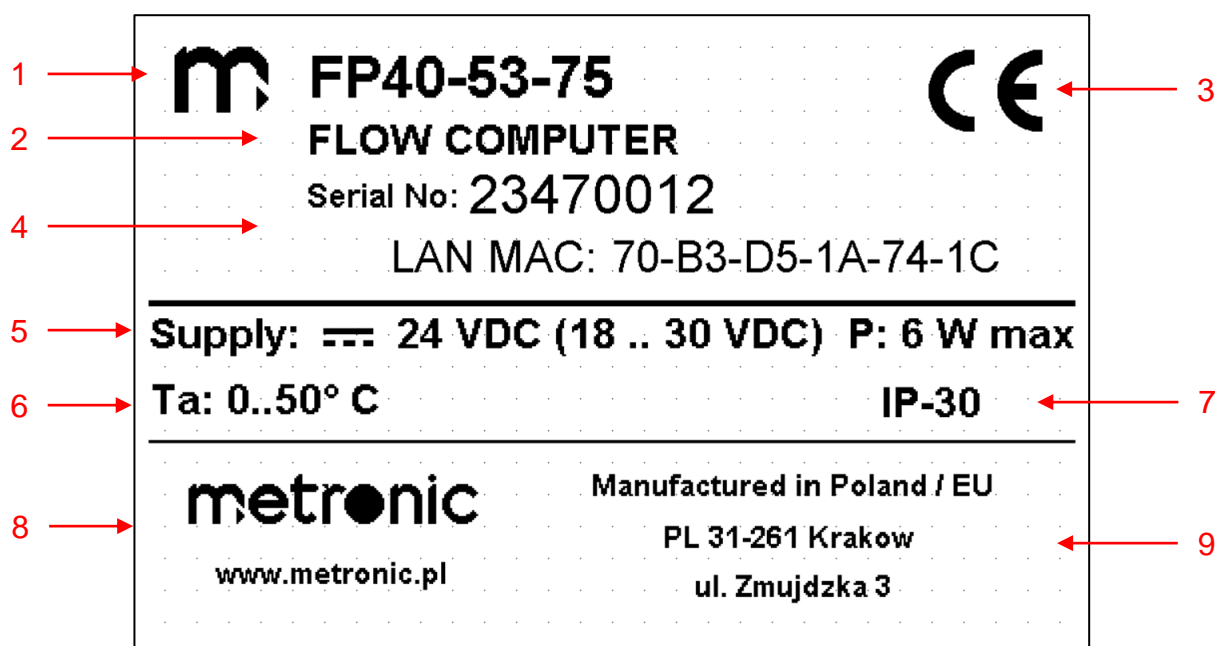 1
m FP40-53-75
CE
3
2
FLOW COMPUTER
Serial No: 23470012
4
LAN MAC: 70-B3-D5-1A-74-1C
5
Supply: 24 VDC (18 .. 30 VDC) P: 6 W max
6
Ta: 0..50° C
IP-30
7
8
metronic
www.metronic.pl
Manufactured in Poland / EU
PL 31-261 Krakow
ul. Zmujdzka 3
9